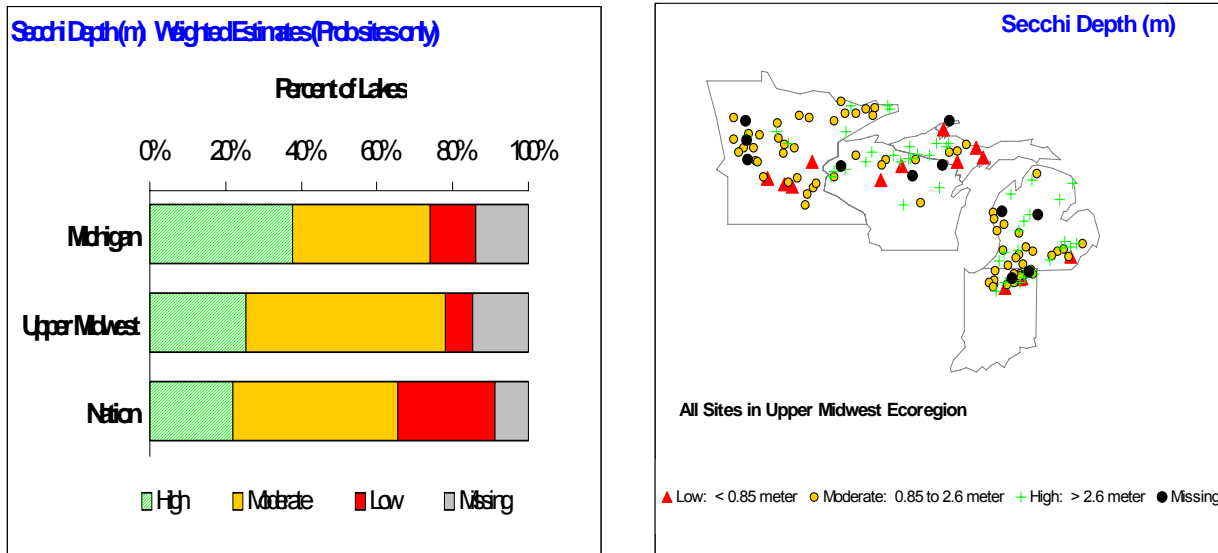 Secchi Depth (m) Weighted Estimates (Prob sites only)
Percent of Lakes
0% 20% 40% 60% 80% 100%
Michigan
Upper Midwest
Nation
High Moderate Low Missing
Secchi Depth (m)
All Sites in Upper Midwest Ecoregion
Low: < 0.85 meter Moderate: 0.85 to 2.6 meter High: > 2.6 meter Missing